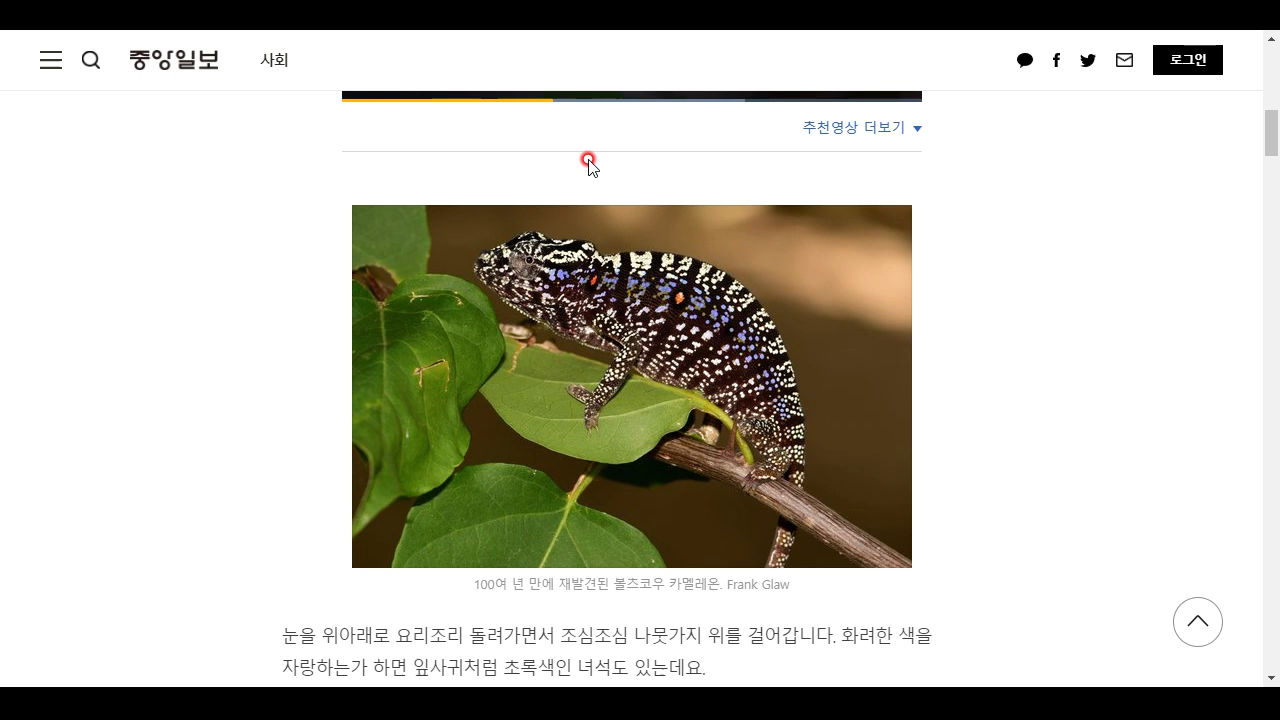 중앙일보
사회
로그인
추천영상 더보기
100여 년 만에 재발견된 볼츠코우 카멜레온. Frank Glaw
눈을 위아래로 요리조리 돌려가면서 조심조심 나뭇가지 위를 걸어갑니다. 화려한 색을
자랑하는가 하면 잎사귀처럼 초록색인 녀석도 있는데요.